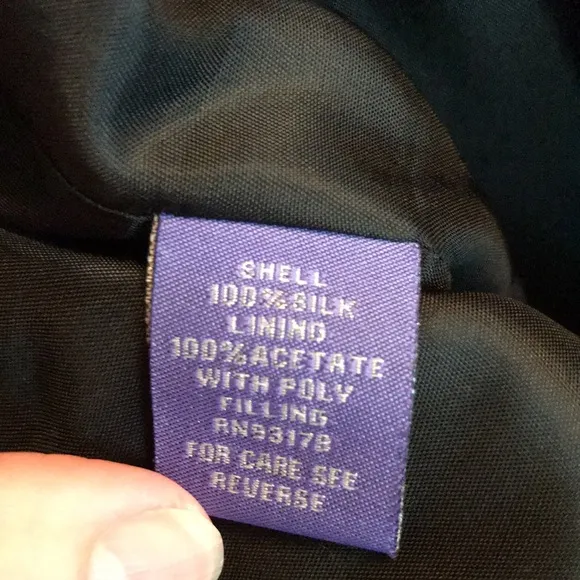 SHELL
100% SILK
LINING
100% ACETATE
WITH POLY
FILLING
RN93178
FOR CARE SEE
REVERSE